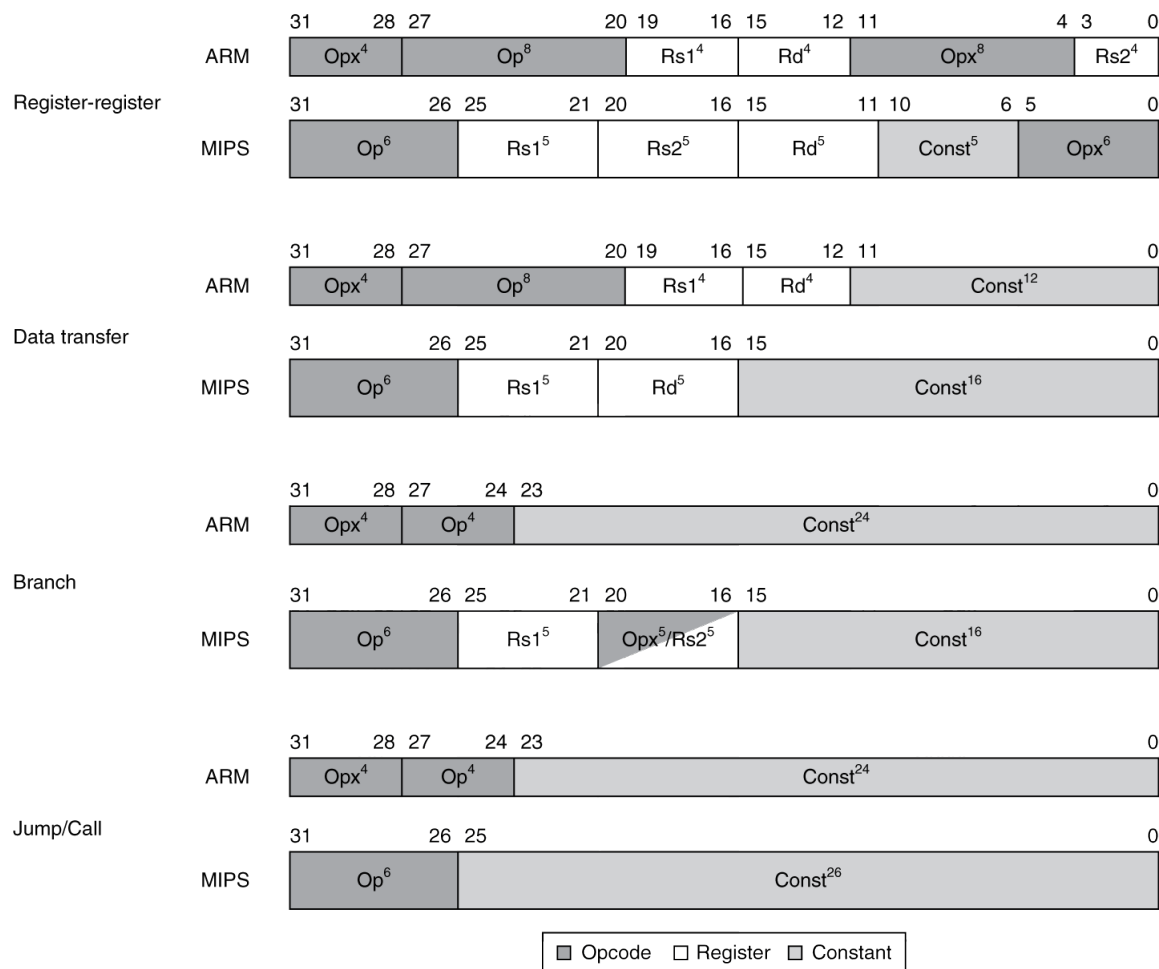 31 28 27 20 19 16 15 12 11 4 3 0
ARM Opx⁴ Op⁸ Rs1⁴ Rd⁴ Opx⁸ Rs2⁴
Register-register
31 26 25 21 20 16 15 11 10 6 5 0
MIPS Op⁶ Rs1⁵ Rs2⁵ Rd⁵ Const⁵ Opx⁶
31 28 27 20 19 16 15 12 11 0
ARM Opx⁴ Op⁸ Rs1⁴ Rd⁴ Const¹²
Data transfer
31 26 25 21 20 16 15 0
MIPS Op⁶ Rs1⁵ Rd⁵ Const¹⁶
31 28 27 24 23 0
ARM Opx⁴ Op⁴ Const²⁴
Branch
31 26 25 21 20 16 15 0
MIPS Op⁶ Rs1⁵ Opx⁵/Rs2⁵ Const¹⁶
31 28 27 24 23 0
ARM Opx⁴ Op⁴ Const²⁴
Jump/Call
31 26 25 0
MIPS Op⁶ Const²⁶
Opcode Register Constant